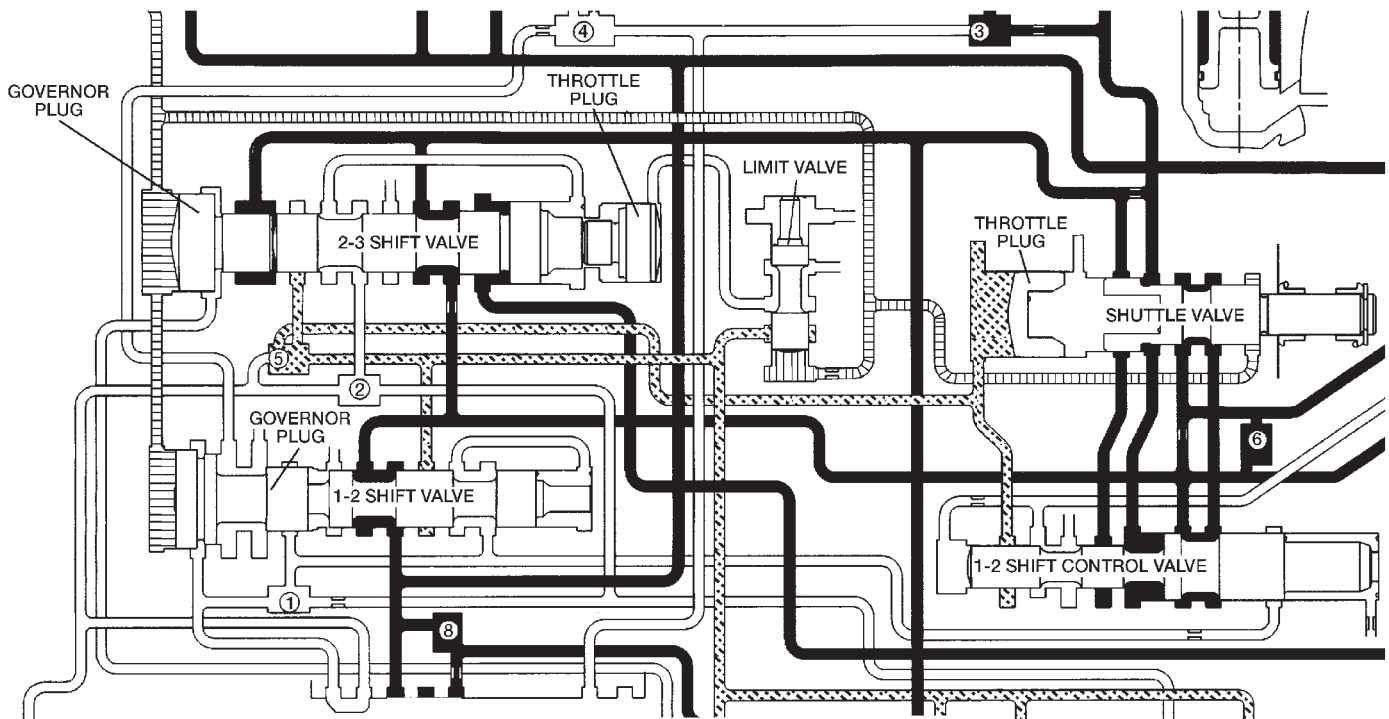 4
3
GOVERNOR
PLUG
THROTTLE
PLUG
LIMIT VALVE
THROTTLE
PLUG
2-3 SHIFT VALVE
SHUTTLE VALVE
5
2
GOVERNOR
PLUG
6
1-2 SHIFT VALVE
1-2 SHIFT CONTROL VALVE
1
8